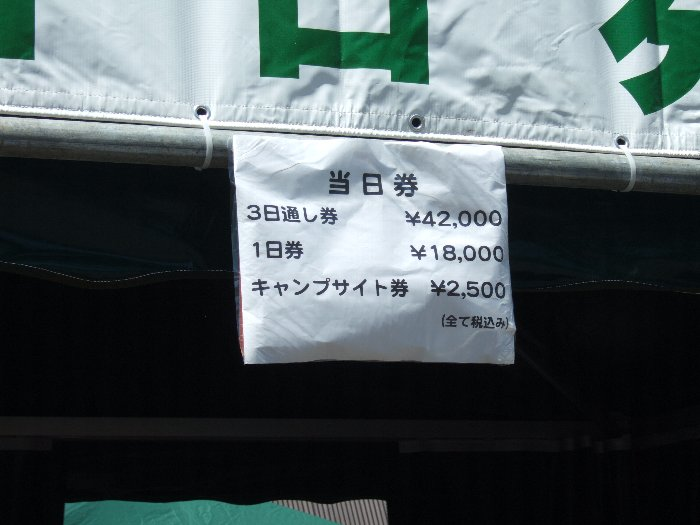 当日券
3日通し券 ¥42,000
1日券 ¥18,000
キャンプサイト券 ¥2,500
(全て税込み)